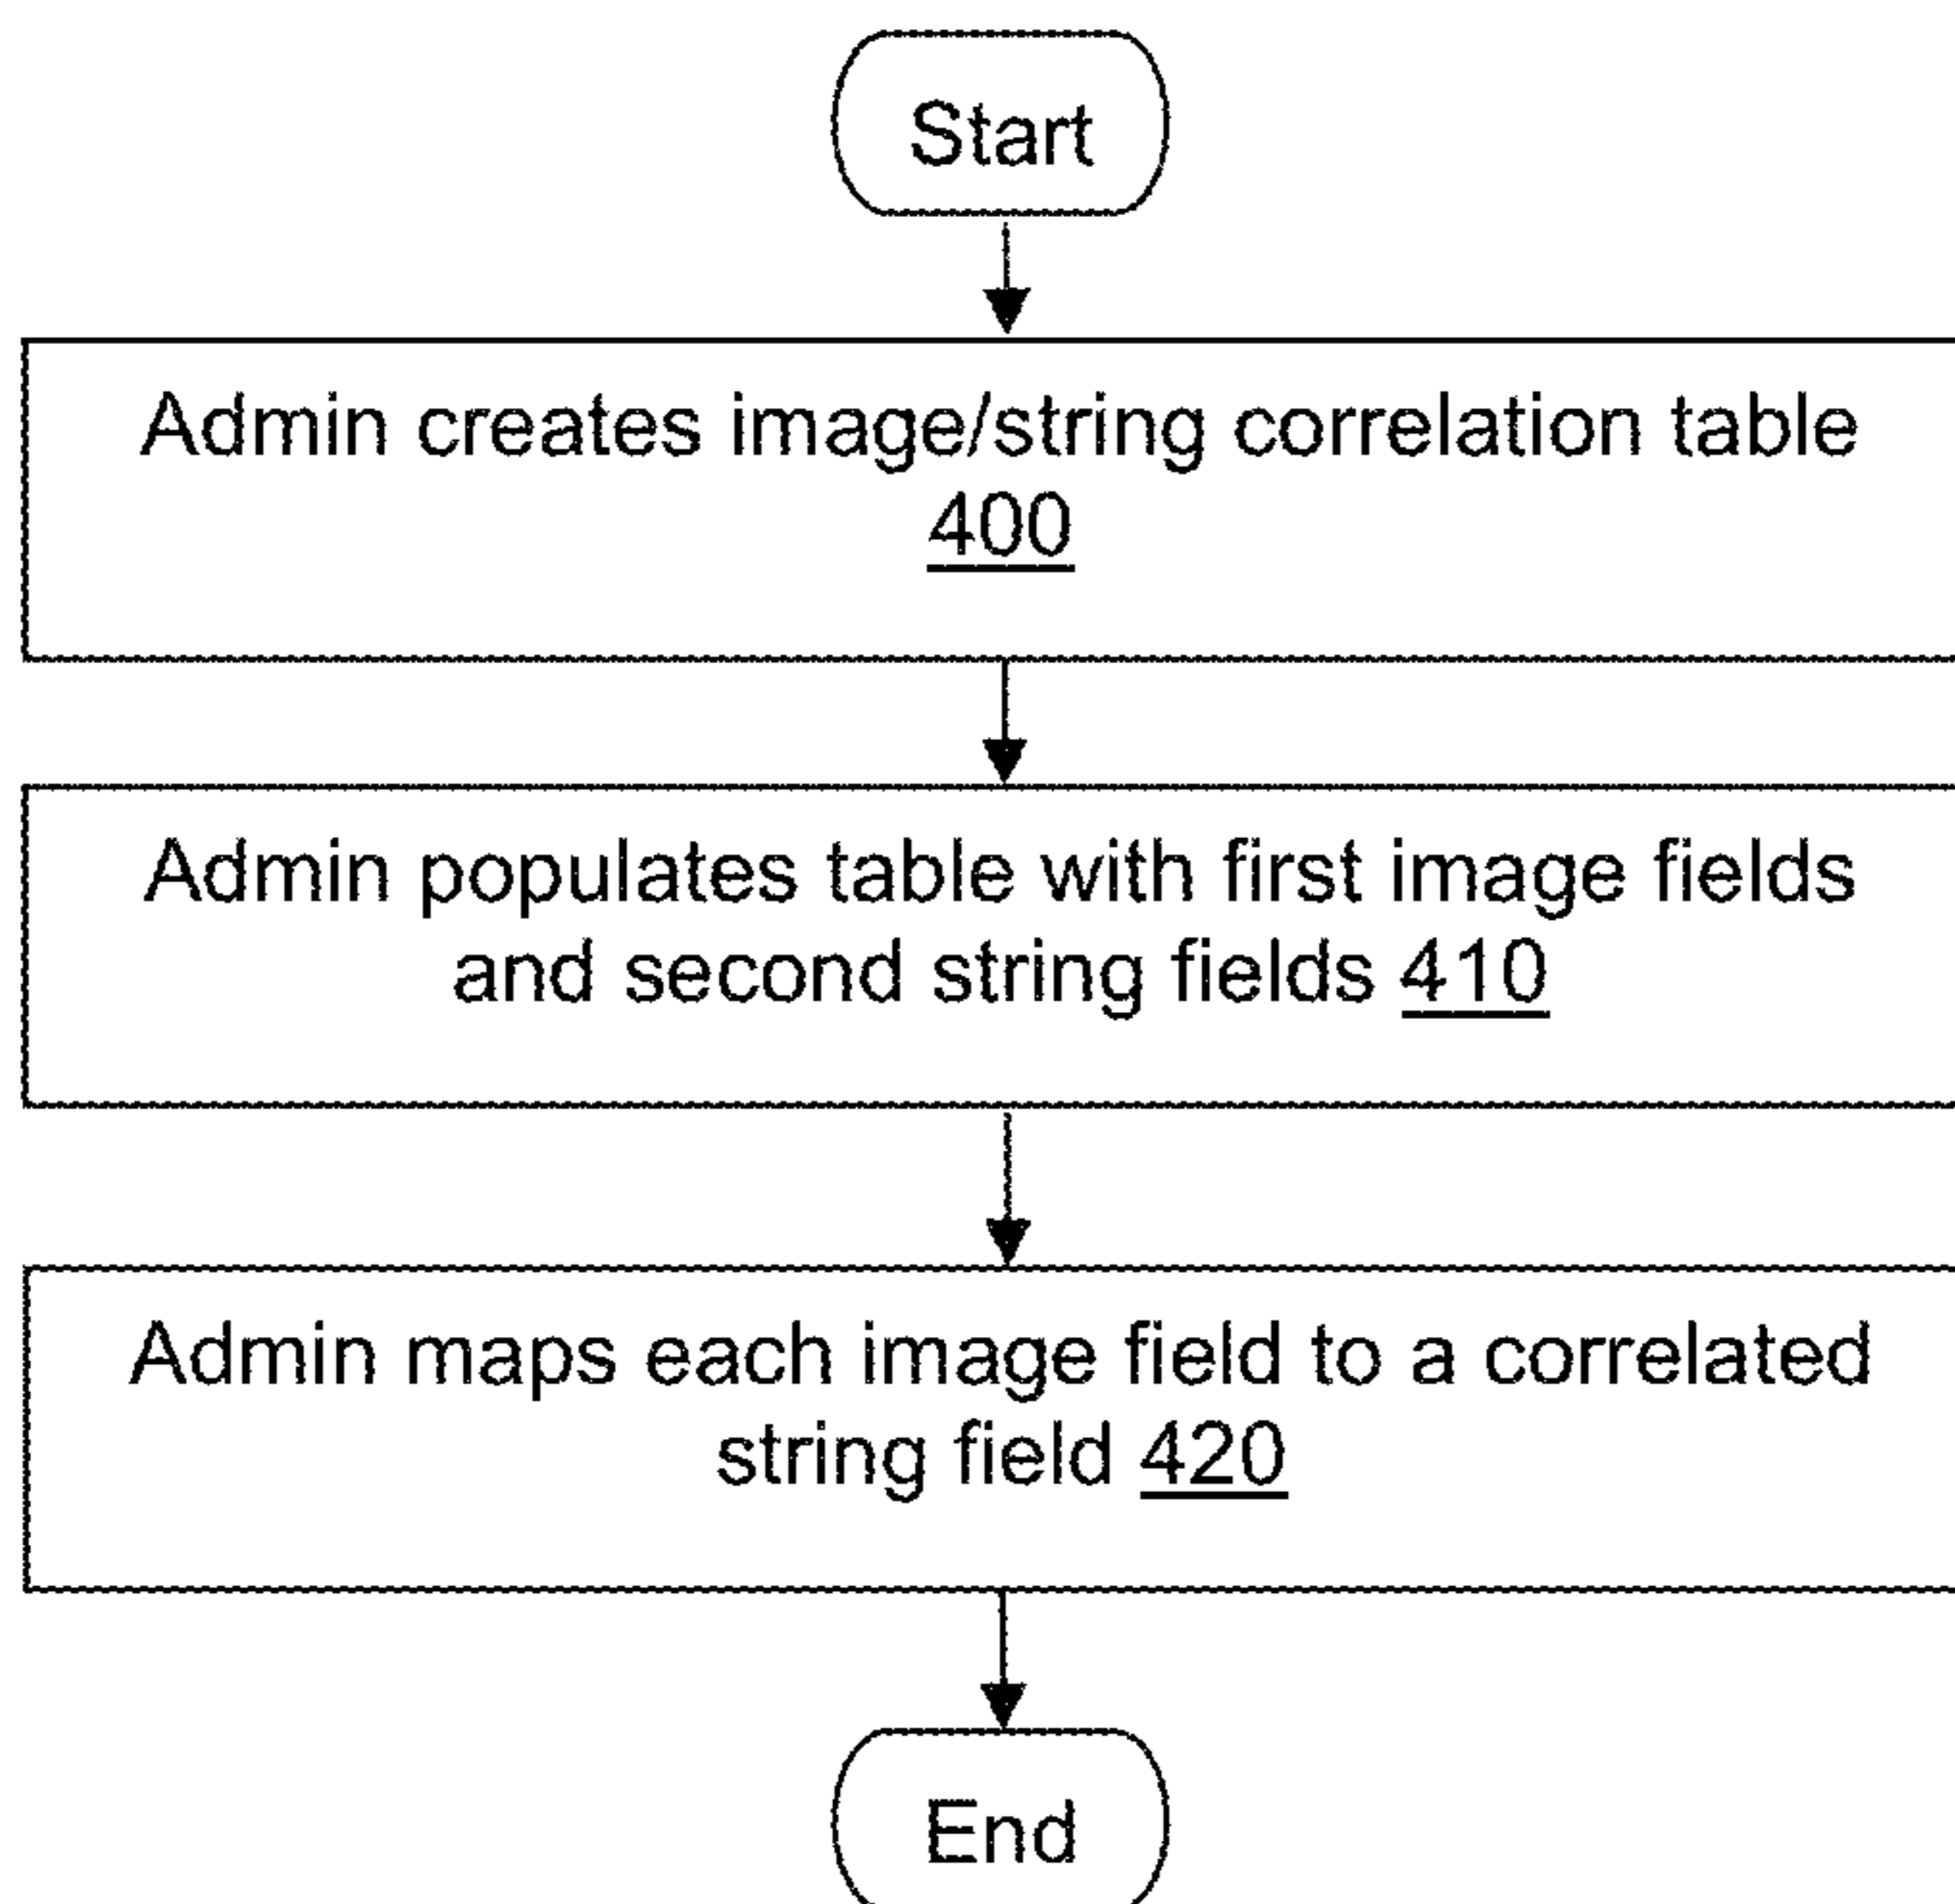 Start
Admin creates image/string correlation table
400
Admin populates table with first image fields
and second string fields 410
Admin maps each image field to a correlated
string field 420
End